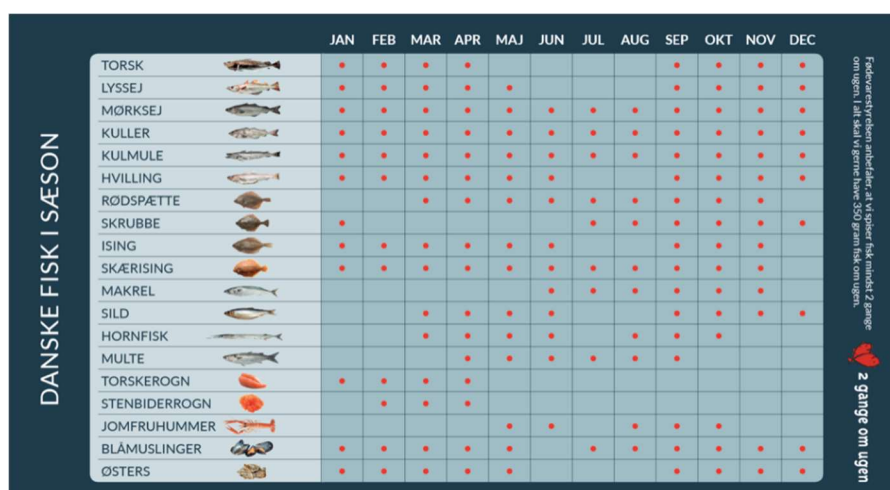 DANSKE FISK I SÆSON
JAN FEB MAR APR MAJ JUN JUL AUG SEP OKT NOV DEC
TORSK
LYSSEJ
MØRKSEJ
KULLER
KULMULE
HVILLING
RØDSPÆTTE
SKRUBBE
ISING
SKÆRISING
MAKREL
SILD
HORNFISK
MULTE
TORSKEROGN
STENBIDERROGN
JOMFRUHUMMER
BLÅMUSLINGER
ØSTERS
Fødevarestyrelsen anbefaler, at vi spiser fisk mindst 2 gange
om ugen. I alt skal vi gerne have 350 gram fisk om ugen.
2 gange om ugen